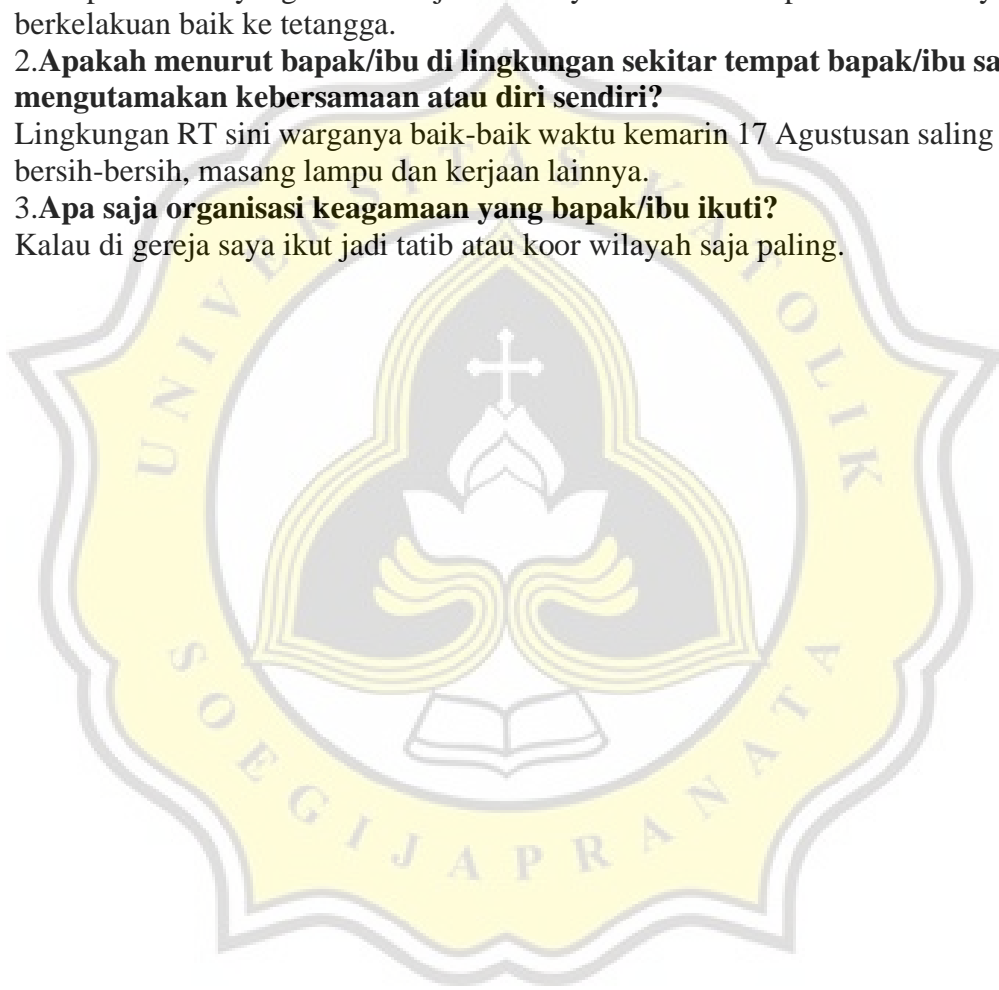 berkelakuan baik ke tetangga.
2.Apakah menurut bapak/ibu di lingkungan sekitar tempat bapak/ibu sa
mengutamakan kebersamaan atau diri sendiri?
Lingkungan RT sini warganya baik-baik waktu kemarin 17 Agustusan saling
bersih-bersih, masang lampu dan kerjaan lainnya.
3.Apa saja organisasi keagamaan yang bapak/ibu ikuti?
Kalau di gereja saya ikut jadi tatib atau koor wilayah saja paling.
UNIVERSITAS KATOLIK
SOEGIJAPRANATA